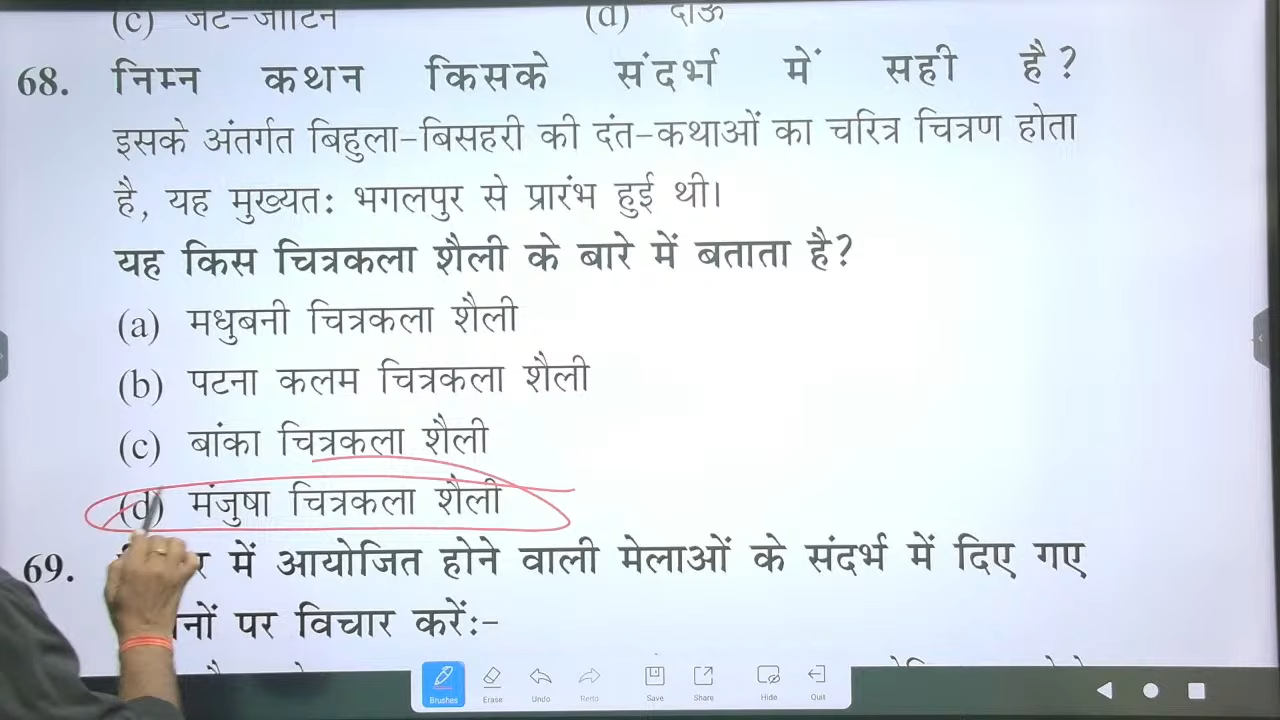 (c) जट-जाटिन (d) दाऊ
68. निम्न कथन किसके संदर्भ में सही है?
इसके अंतर्गत बिहुला-बिसहरी की दंत-कथाओं का चरित्र चित्रण होता
है, यह मुख्यतः भगलपुर से प्रारंभ हुई थी।
यह किस चित्रकला शैली के बारे में बताता है?
(a) मधुबनी चित्रकला शैली
(b) पटना कलम चित्रकला शैली
(c) बांका चित्रकला शैली
(d) मंजुषा चित्रकला शैली
69. में आयोजित होने वाली मेलाओं के संदर्भ में दिए गए
पर विचार करें:-
Brushes Erase Undo Redo Save Share Hide Quit